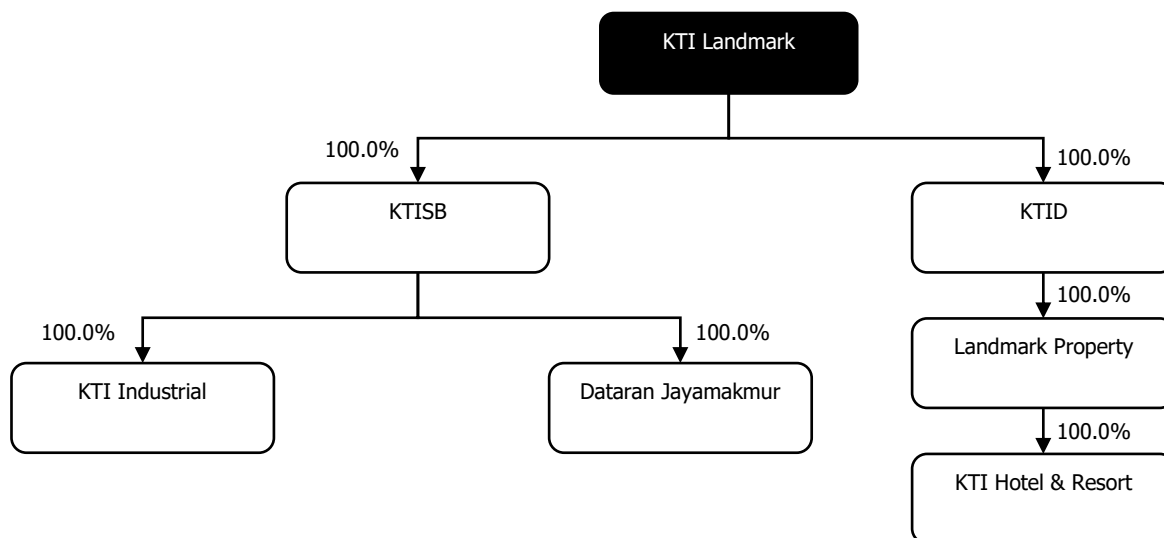 KTI Landmark
100.0%
100.0%
KTISB
KTID
100.0%
100.0%
100.0%
KTI Industrial
Dataran Jayamakmur
Landmark Property
100.0%
KTI Hotel & Resort